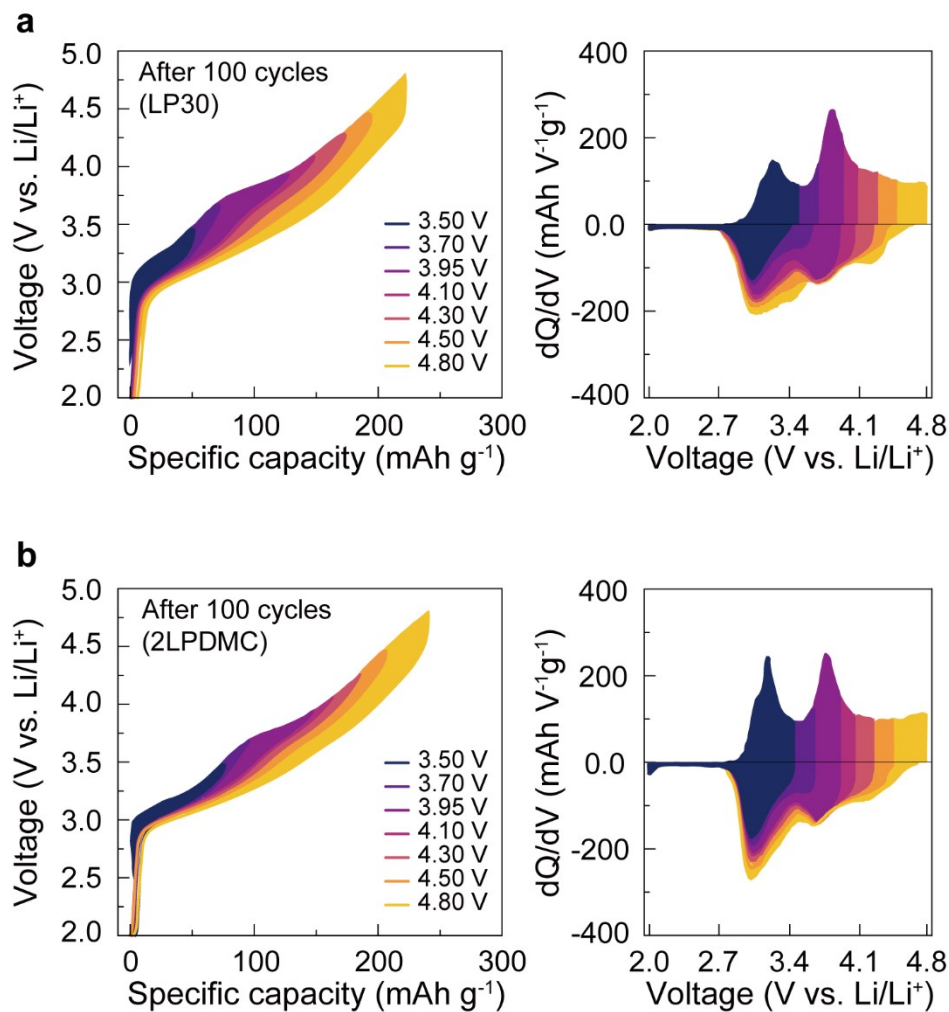 a
After 100 cycles
(LP30)
Voltage (V vs. Li/Li⁺)
5.0
4.5
4.0
3.5
3.0
2.5
2.0
3.50 V
3.70 V
3.95 V
4.10 V
4.30 V
4.50 V
4.80 V
0 100 200 300
Specific capacity (mAh g⁻¹)
dQ/dV (mAh V⁻¹g⁻¹)
400
200
0.0
-200
-400
2.0 2.7 3.4 4.1 4.8
Voltage (V vs. Li/Li⁺)
b
After 100 cycles
(2LPDMC)
Voltage (V vs. Li/Li⁺)
5.0
4.5
4.0
3.5
3.0
2.5
2.0
3.50 V
3.70 V
3.95 V
4.10 V
4.30 V
4.50 V
4.80 V
0 100 200 300
Specific capacity (mAh g⁻¹)
dQ/dV (mAh V⁻¹g⁻¹)
400
200
0.0
-200
-400
2.0 2.7 3.4 4.1 4.8
Voltage (V vs. Li/Li⁺)